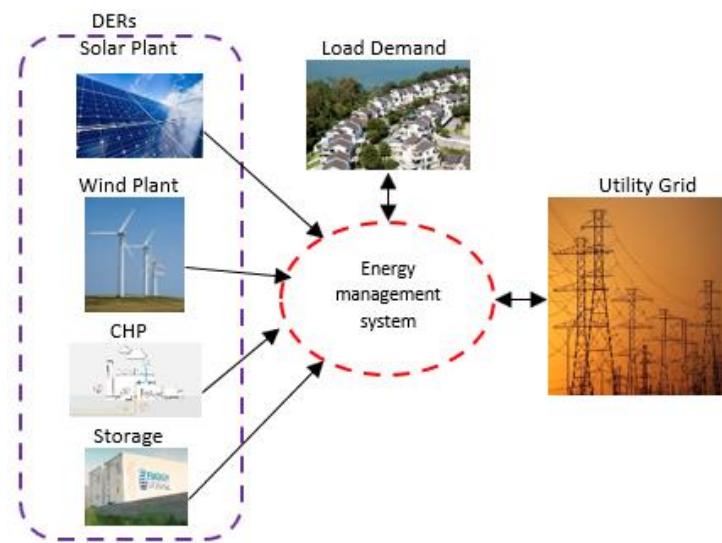 DERs
Solar Plant
Load Demand
Wind Plant
Utility Grid
Energy
management
system
CHP
Storage